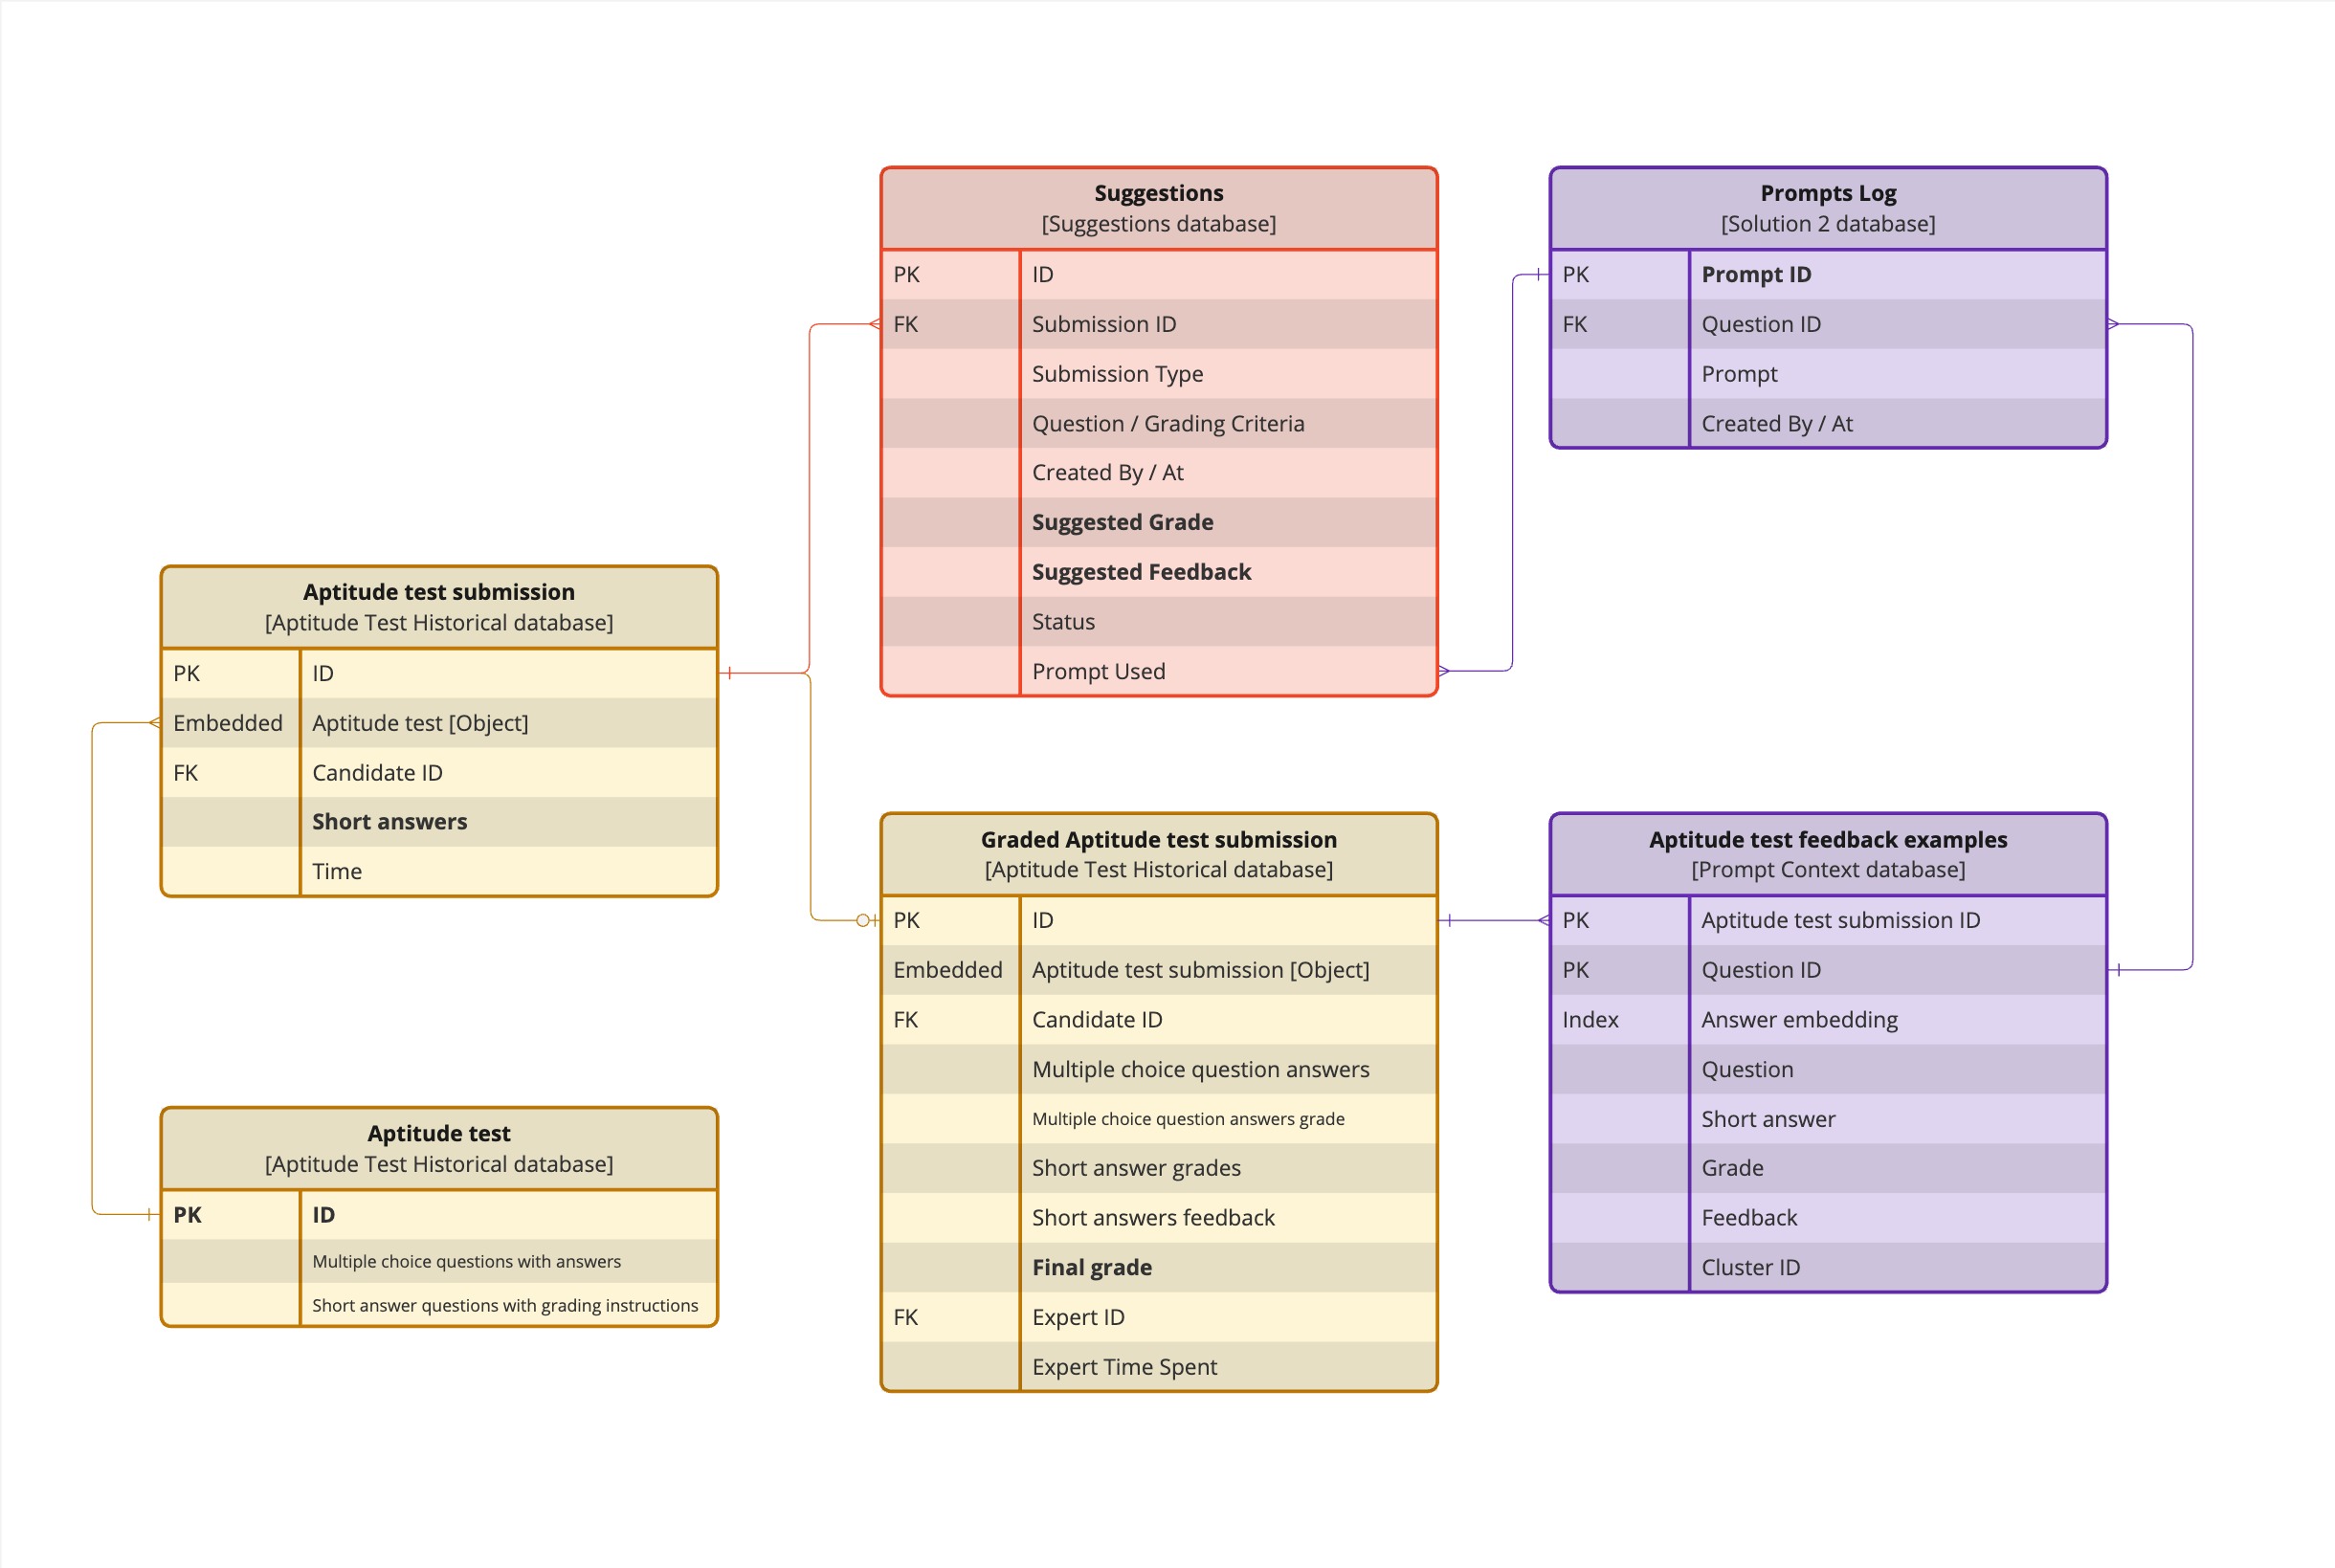 Suggestions
[Suggestions database]
PK ID
FK Submission ID
Submission Type
Question / Grading Criteria
Created By / At
Suggested Grade
Suggested Feedback
Status
Prompt Used
Prompts Log
[Solution 2 database]
PK Prompt ID
FK Question ID
Prompt
Created By / At
Aptitude test submission
[Aptitude Test Historical database]
PK ID
Embedded Aptitude test [Object]
FK Candidate ID
Short answers
Time
Graded Aptitude test submission
[Aptitude Test Historical database]
PK ID
Embedded Aptitude test submission [Object]
FK Candidate ID
Multiple choice question answers
Multiple choice question answers grade
Short answer grades
Short answers feedback
Final grade
FK Expert ID
Expert Time Spent
Aptitude test feedback examples
[Prompt Context database]
PK Aptitude test submission ID
PK Question ID
Index Answer embedding
Question
Short answer
Grade
Feedback
Cluster ID
Aptitude test
[Aptitude Test Historical database]
PK ID
Multiple choice questions with answers
Short answer questions with grading instructions